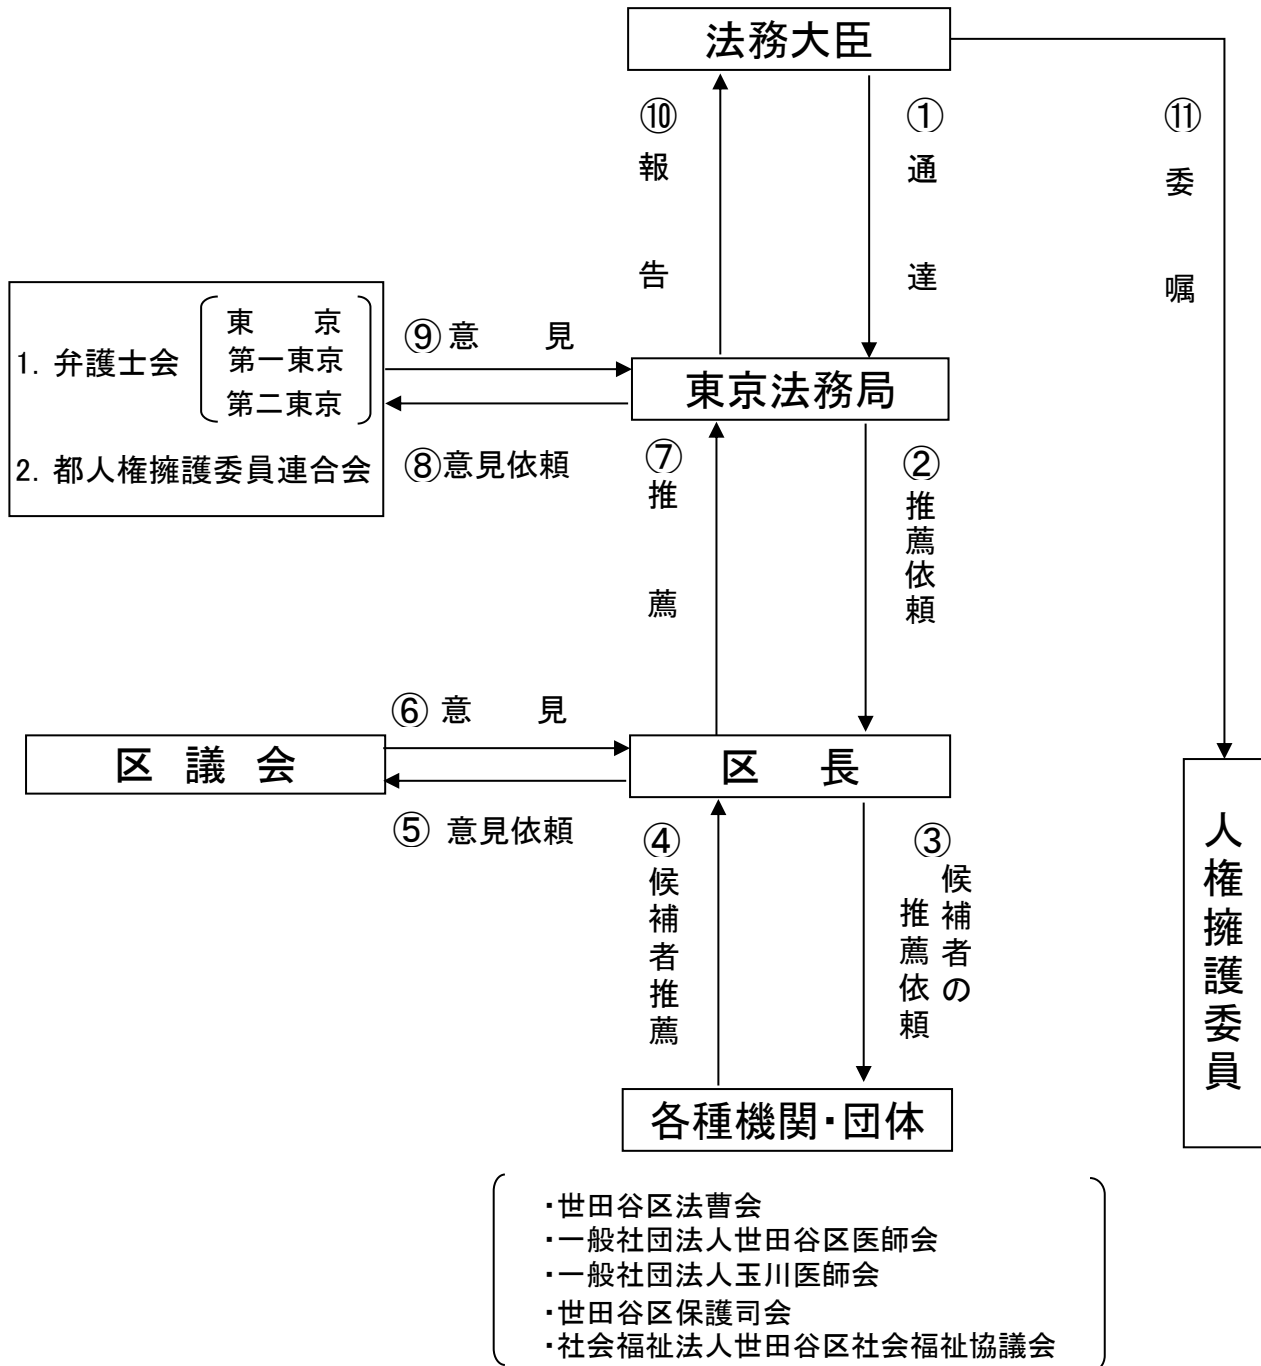 法務大臣
⑩報告
①通達
⑪委嘱
1. 弁護士会
東 京
第一東京
第二東京
2. 都人権擁護委員連合会
⑨意 見
⑧意見依頼
東京法務局
⑦推薦
②推薦依頼
⑥意 見
区 議 会
⑤ 意見依頼
区 長
④候補者推薦
③候補者の
推薦依頼
人権擁護委員
各種機関・団体
・世田谷区法曹会
・一般社団法人世田谷区医師会
・一般社団法人玉川医師会
・世田谷区保護司会
・社会福祉法人世田谷区社会福祉協議会